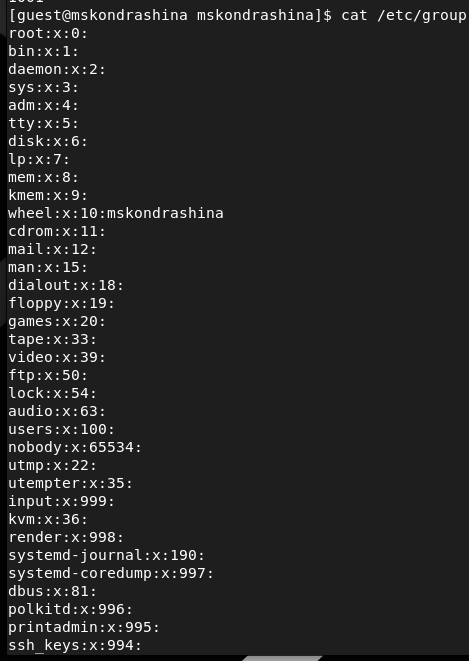 [guest@mskondrashina mskondrashina]$ cat /etc/group
root:x:0:
bin:x:1:
daemon:x:2:
sys:x:3:
adm:x:4:
tty:x:5:
disk:x:6:
lp:x:7:
mem:x:8:
kmem:x:9:
wheel:x:10:mskondrashina
cdrom:x:11:
mail:x:12:
man:x:15:
dialout:x:18:
floppy:x:19:
games:x:20:
tape:x:33:
video:x:39:
ftp:x:50:
lock:x:54:
audio:x:63:
users:x:100:
nobody:x:65534:
utmp:x:22:
utempter:x:35:
input:x:999:
kvm:x:36:
render:x:998:
systemd-journal:x:190:
systemd-coredump:x:997:
dbus:x:81:
polkitd:x:996:
printadmin:x:995:
ssh_keys:x:994: